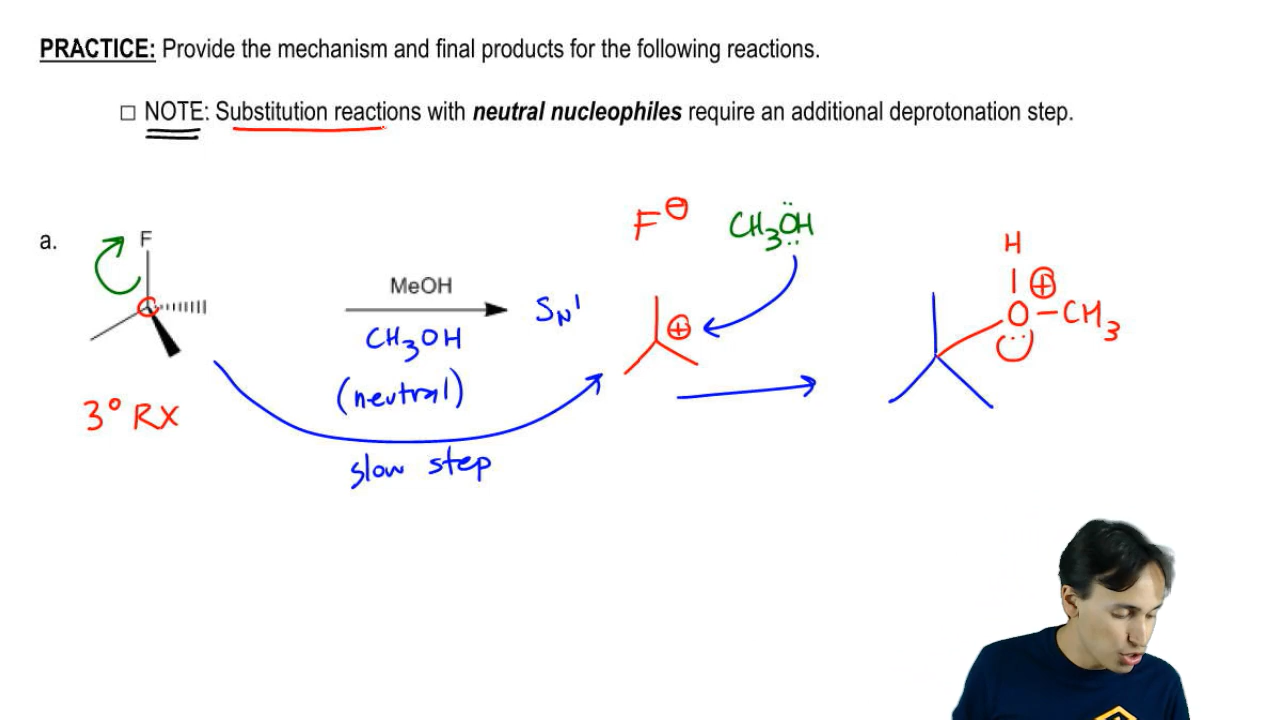 PRACTICE: Provide the mechanism and final products for the following reactions.
□ NOTE: Substitution reactions with neutral nucleophiles require an additional deprotonation step.
a.
F
3° RX
MeOH
CH₃OH
(neutral)
slow step
SN1
F⊖
CH₃ÖH
⊕
H
⊕
O-CH₃